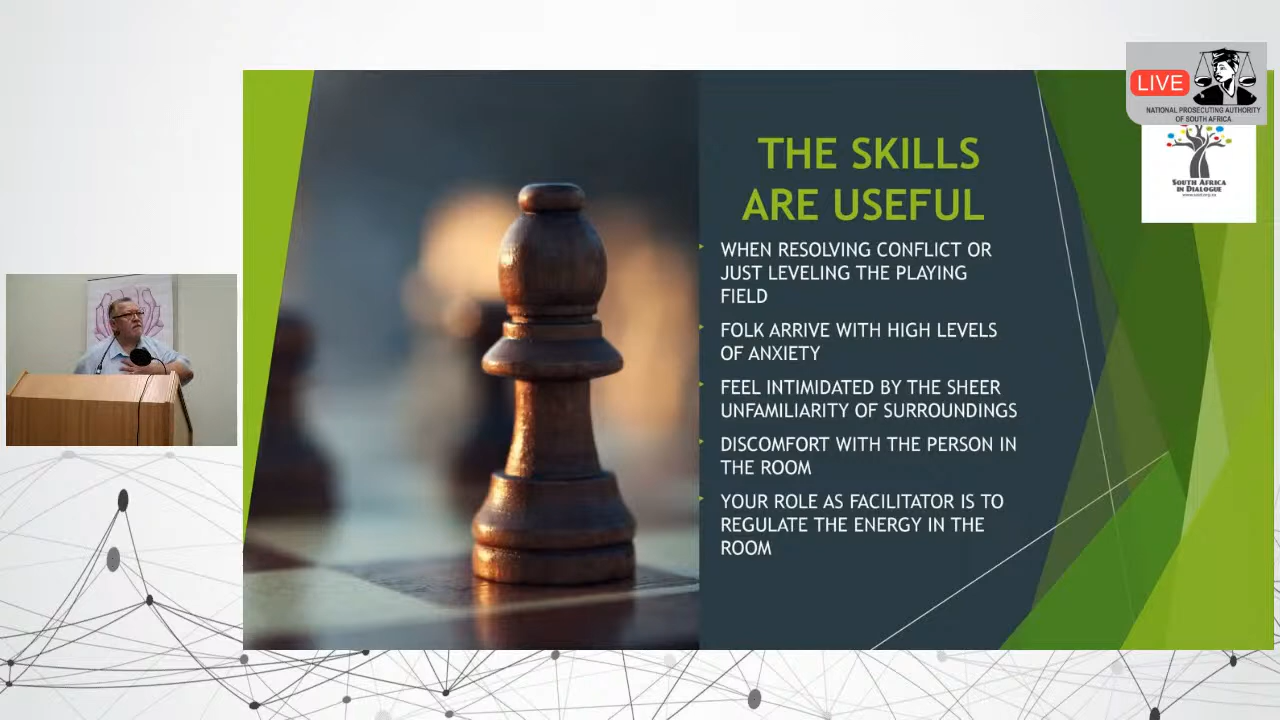 LIVE
NATIONAL PROSECUTING AUTHORITY
OF SOUTH AFRICA
SOUTH AFRICA
IN DIALOGUE
THE SKILLS
ARE USEFUL
WHEN RESOLVING CONFLICT OR
JUST LEVELING THE PLAYING
FIELD
FOLK ARRIVE WITH HIGH LEVELS
OF ANXIETY
FEEL INTIMIDATED BY THE SHEER
UNFAMILIARITY OF SURROUNDINGS
DISCOMFORT WITH THE PERSON IN
THE ROOM
YOUR ROLE AS FACILITATOR IS TO
REGULATE THE ENERGY IN THE
ROOM